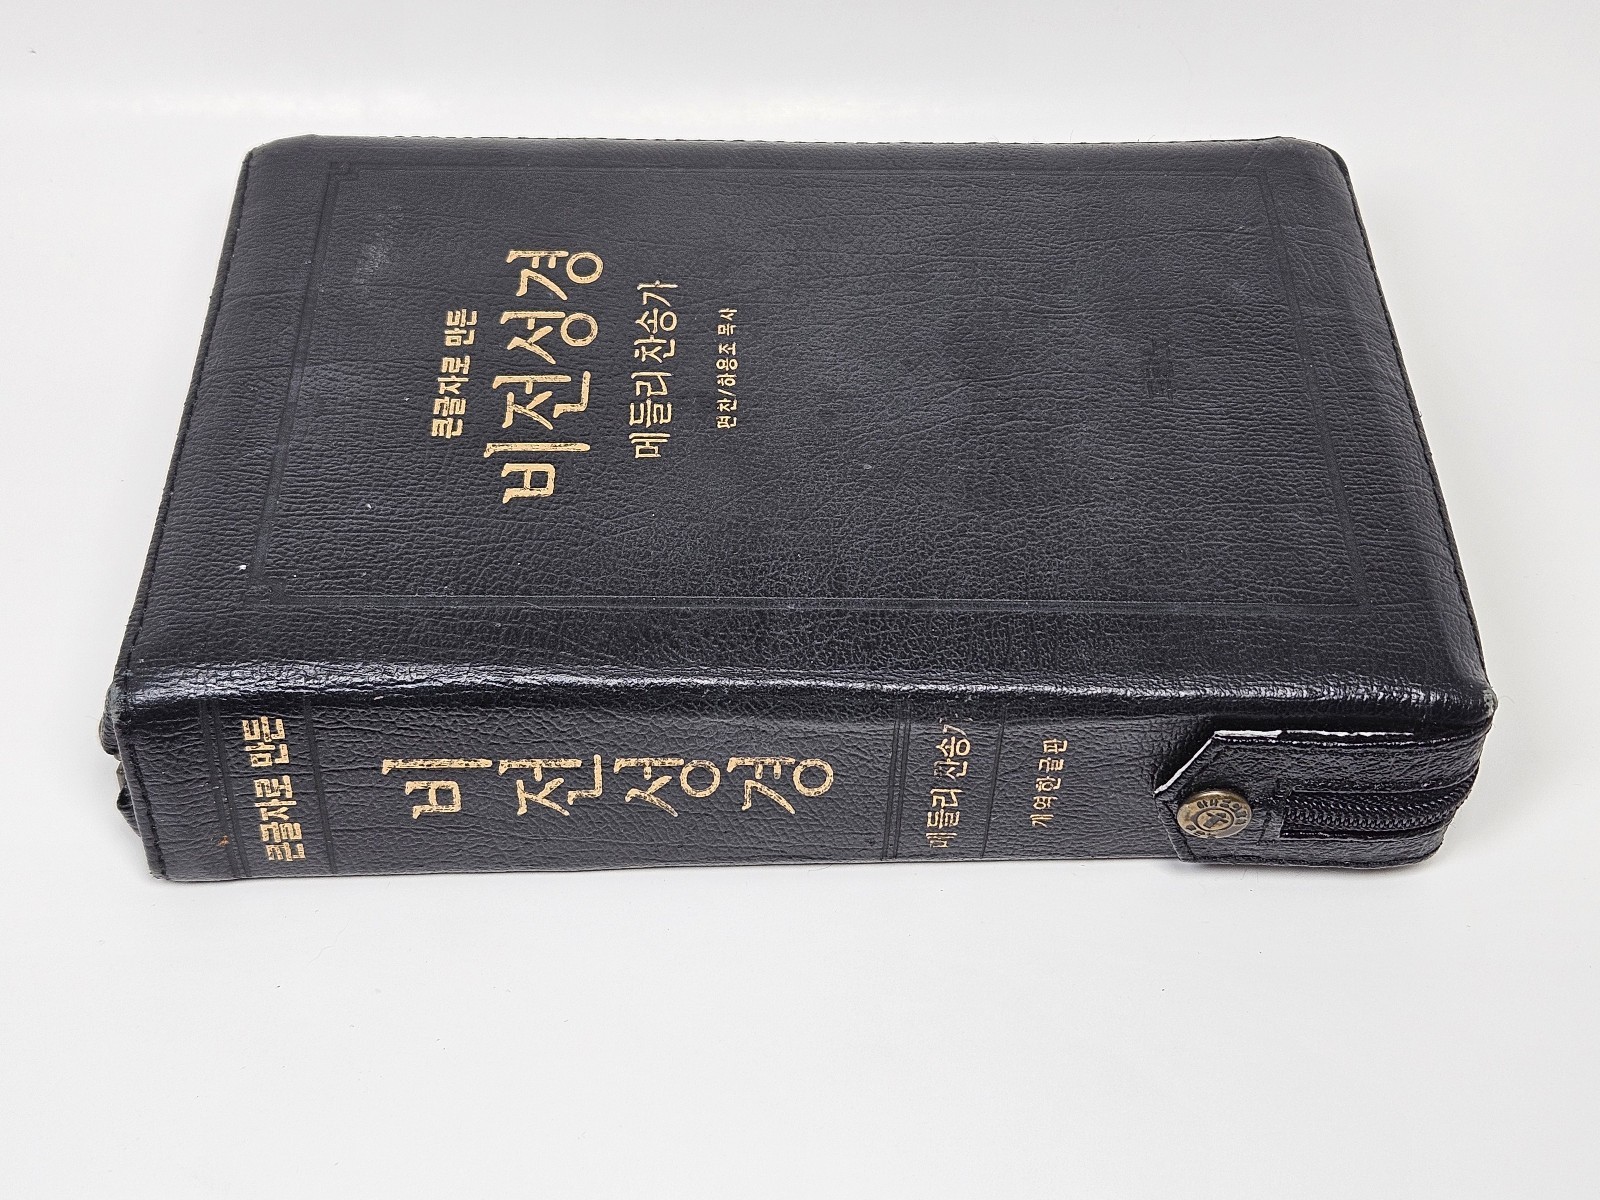 큰글자로 만든
비전성경
메들리 찬송가
편찬/하용조 목사
큰글자로 만든
비전성경
메들리 찬송가
개역한글판